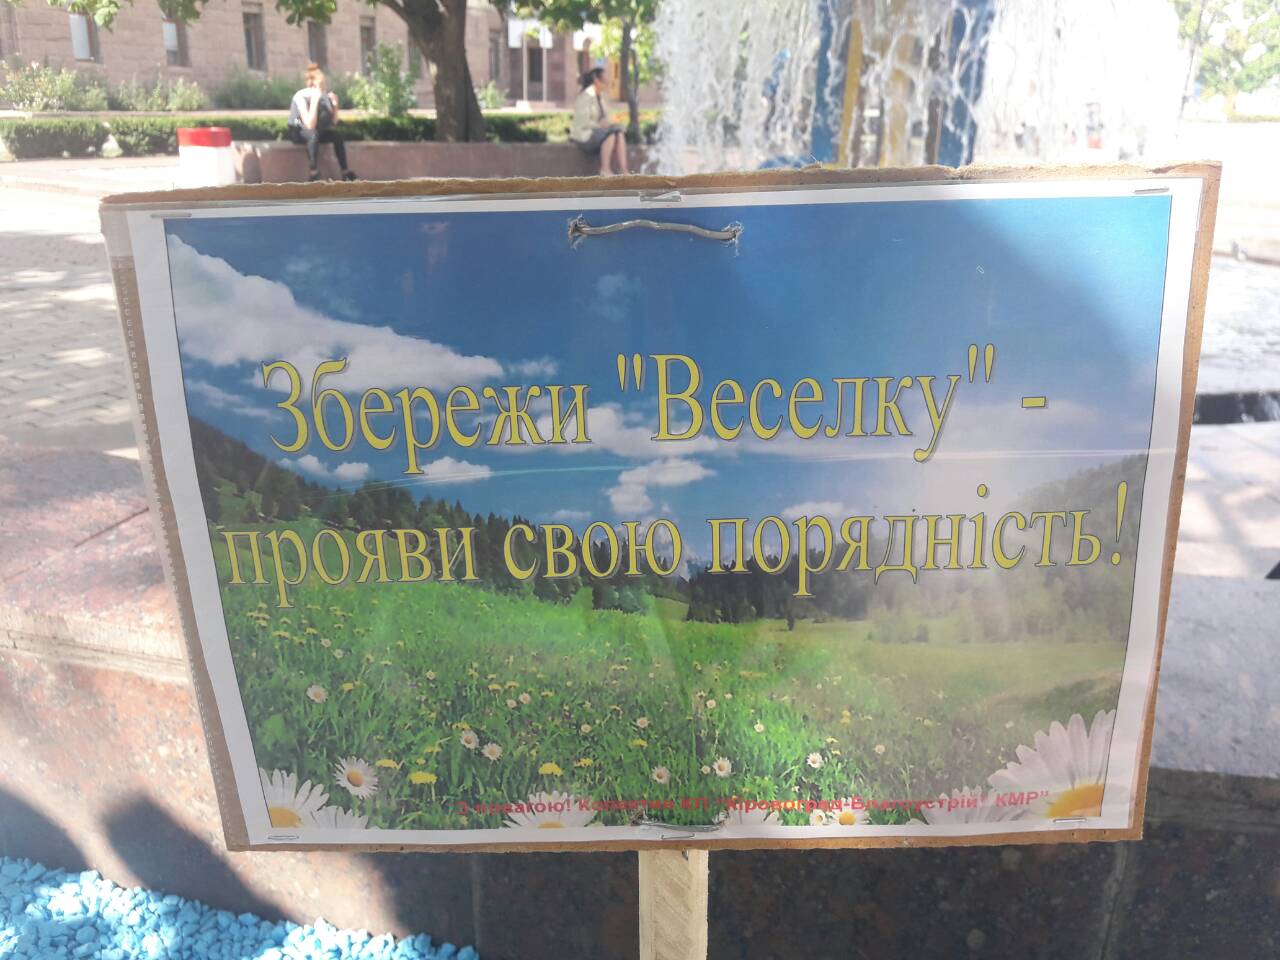 Збережи "Веселку" -
прояви свою порядність!
З повагою! Колектив КП "Кіровоград-Благоустрій" КМР"